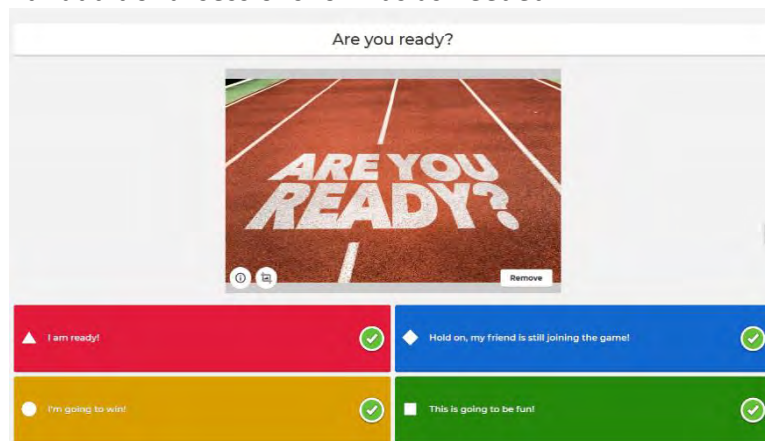 Are you ready?
ARE YOU
READY?
Remove
I am ready!
Hold on, my friend is still joining the game!
I'm going to win!
This is going to be fun!